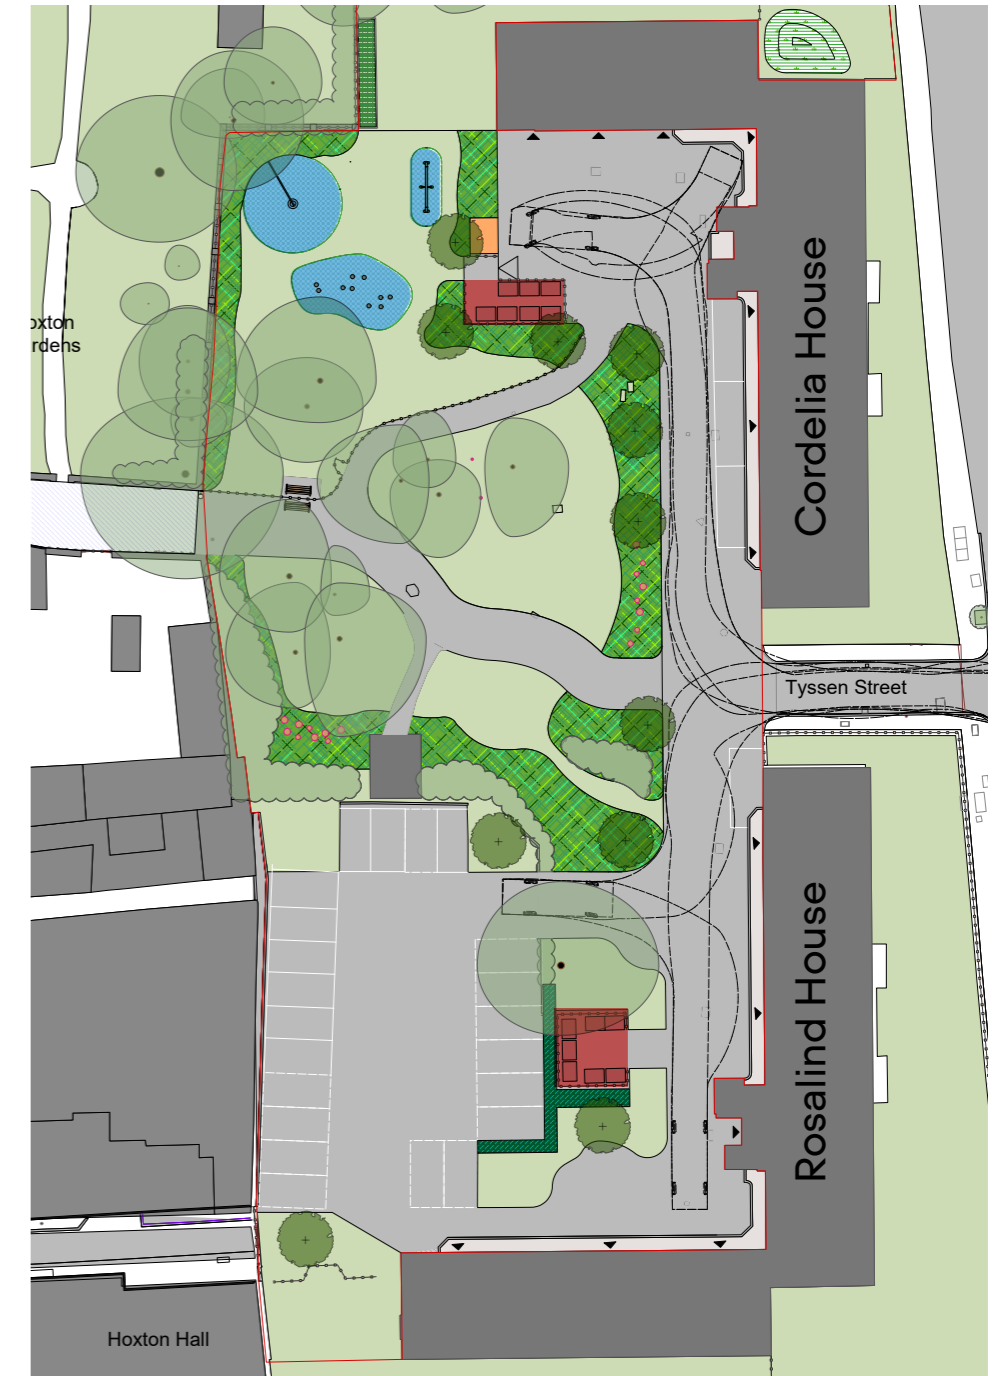 oxton
rdens
Cordelia House
Tyssen Street
Rosalind House
Hoxton Hall